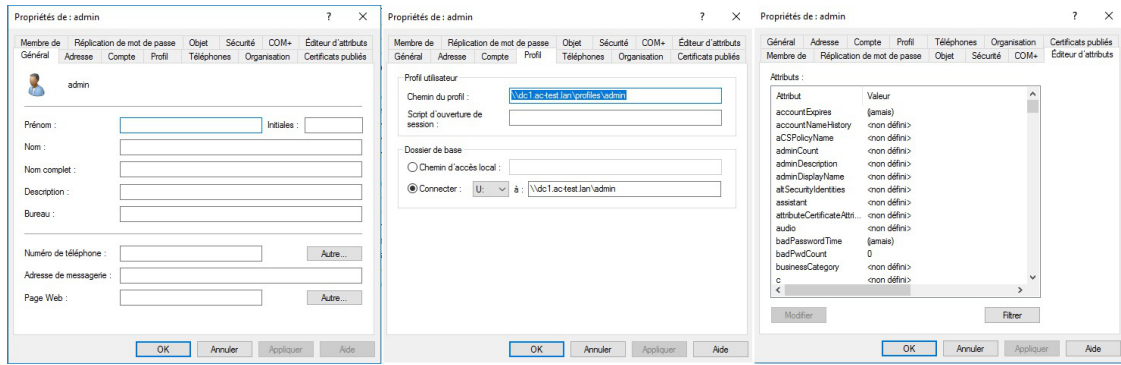 Propriétés de : admin
? ×
Membre de Réplication de mot de passe Objet Sécurité COM+ Éditeur d'attributs
Général Adresse Compte Profil Téléphones Organisation Certificats publiés
admin
Prénom : Initiales :
Nom :
Nom complet :
Description :
Bureau :
Numéro de téléphone : Autre...
Adresse de messagerie :
Page Web : Autre...
OK Annuler Appliquer Aide
Propriétés de : admin
? ×
Membre de Réplication de mot de passe Objet Sécurité COM+ Éditeur d'attributs
Général Adresse Compte Profil Téléphones Organisation Certificats publiés
Profil utilisateur
Chemin du profil : \\dc1.ac-test.lan\profiles\admin
Script d'ouverture de
session :
Dossier de base
Chemin d'accès local :
Connecter : U: à : \\dc1.ac-test.lan\admin
OK Annuler Appliquer Aide
Propriétés de : admin
? ×
Général Adresse Compte Profil Téléphones Organisation Certificats publiés
Membre de Réplication de mot de passe Objet Sécurité COM+ Éditeur d'attributs
Attributs :
Attribut Valeur
accountExpires (jamais)
accountNameHistory <non défini>
aCSPolicyName <non défini>
adminCount <non défini>
adminDescription <non défini>
adminDisplayName <non défini>
altSecurityIdentities <non défini>
assistant <non défini>
attributeCertificateAttri... <non défini>
audio <non défini>
badPasswordTime (jamais)
badPwdCount 0
businessCategory <non défini>
c <non défini>
Modifier Filtrer
OK Annuler Appliquer Aide